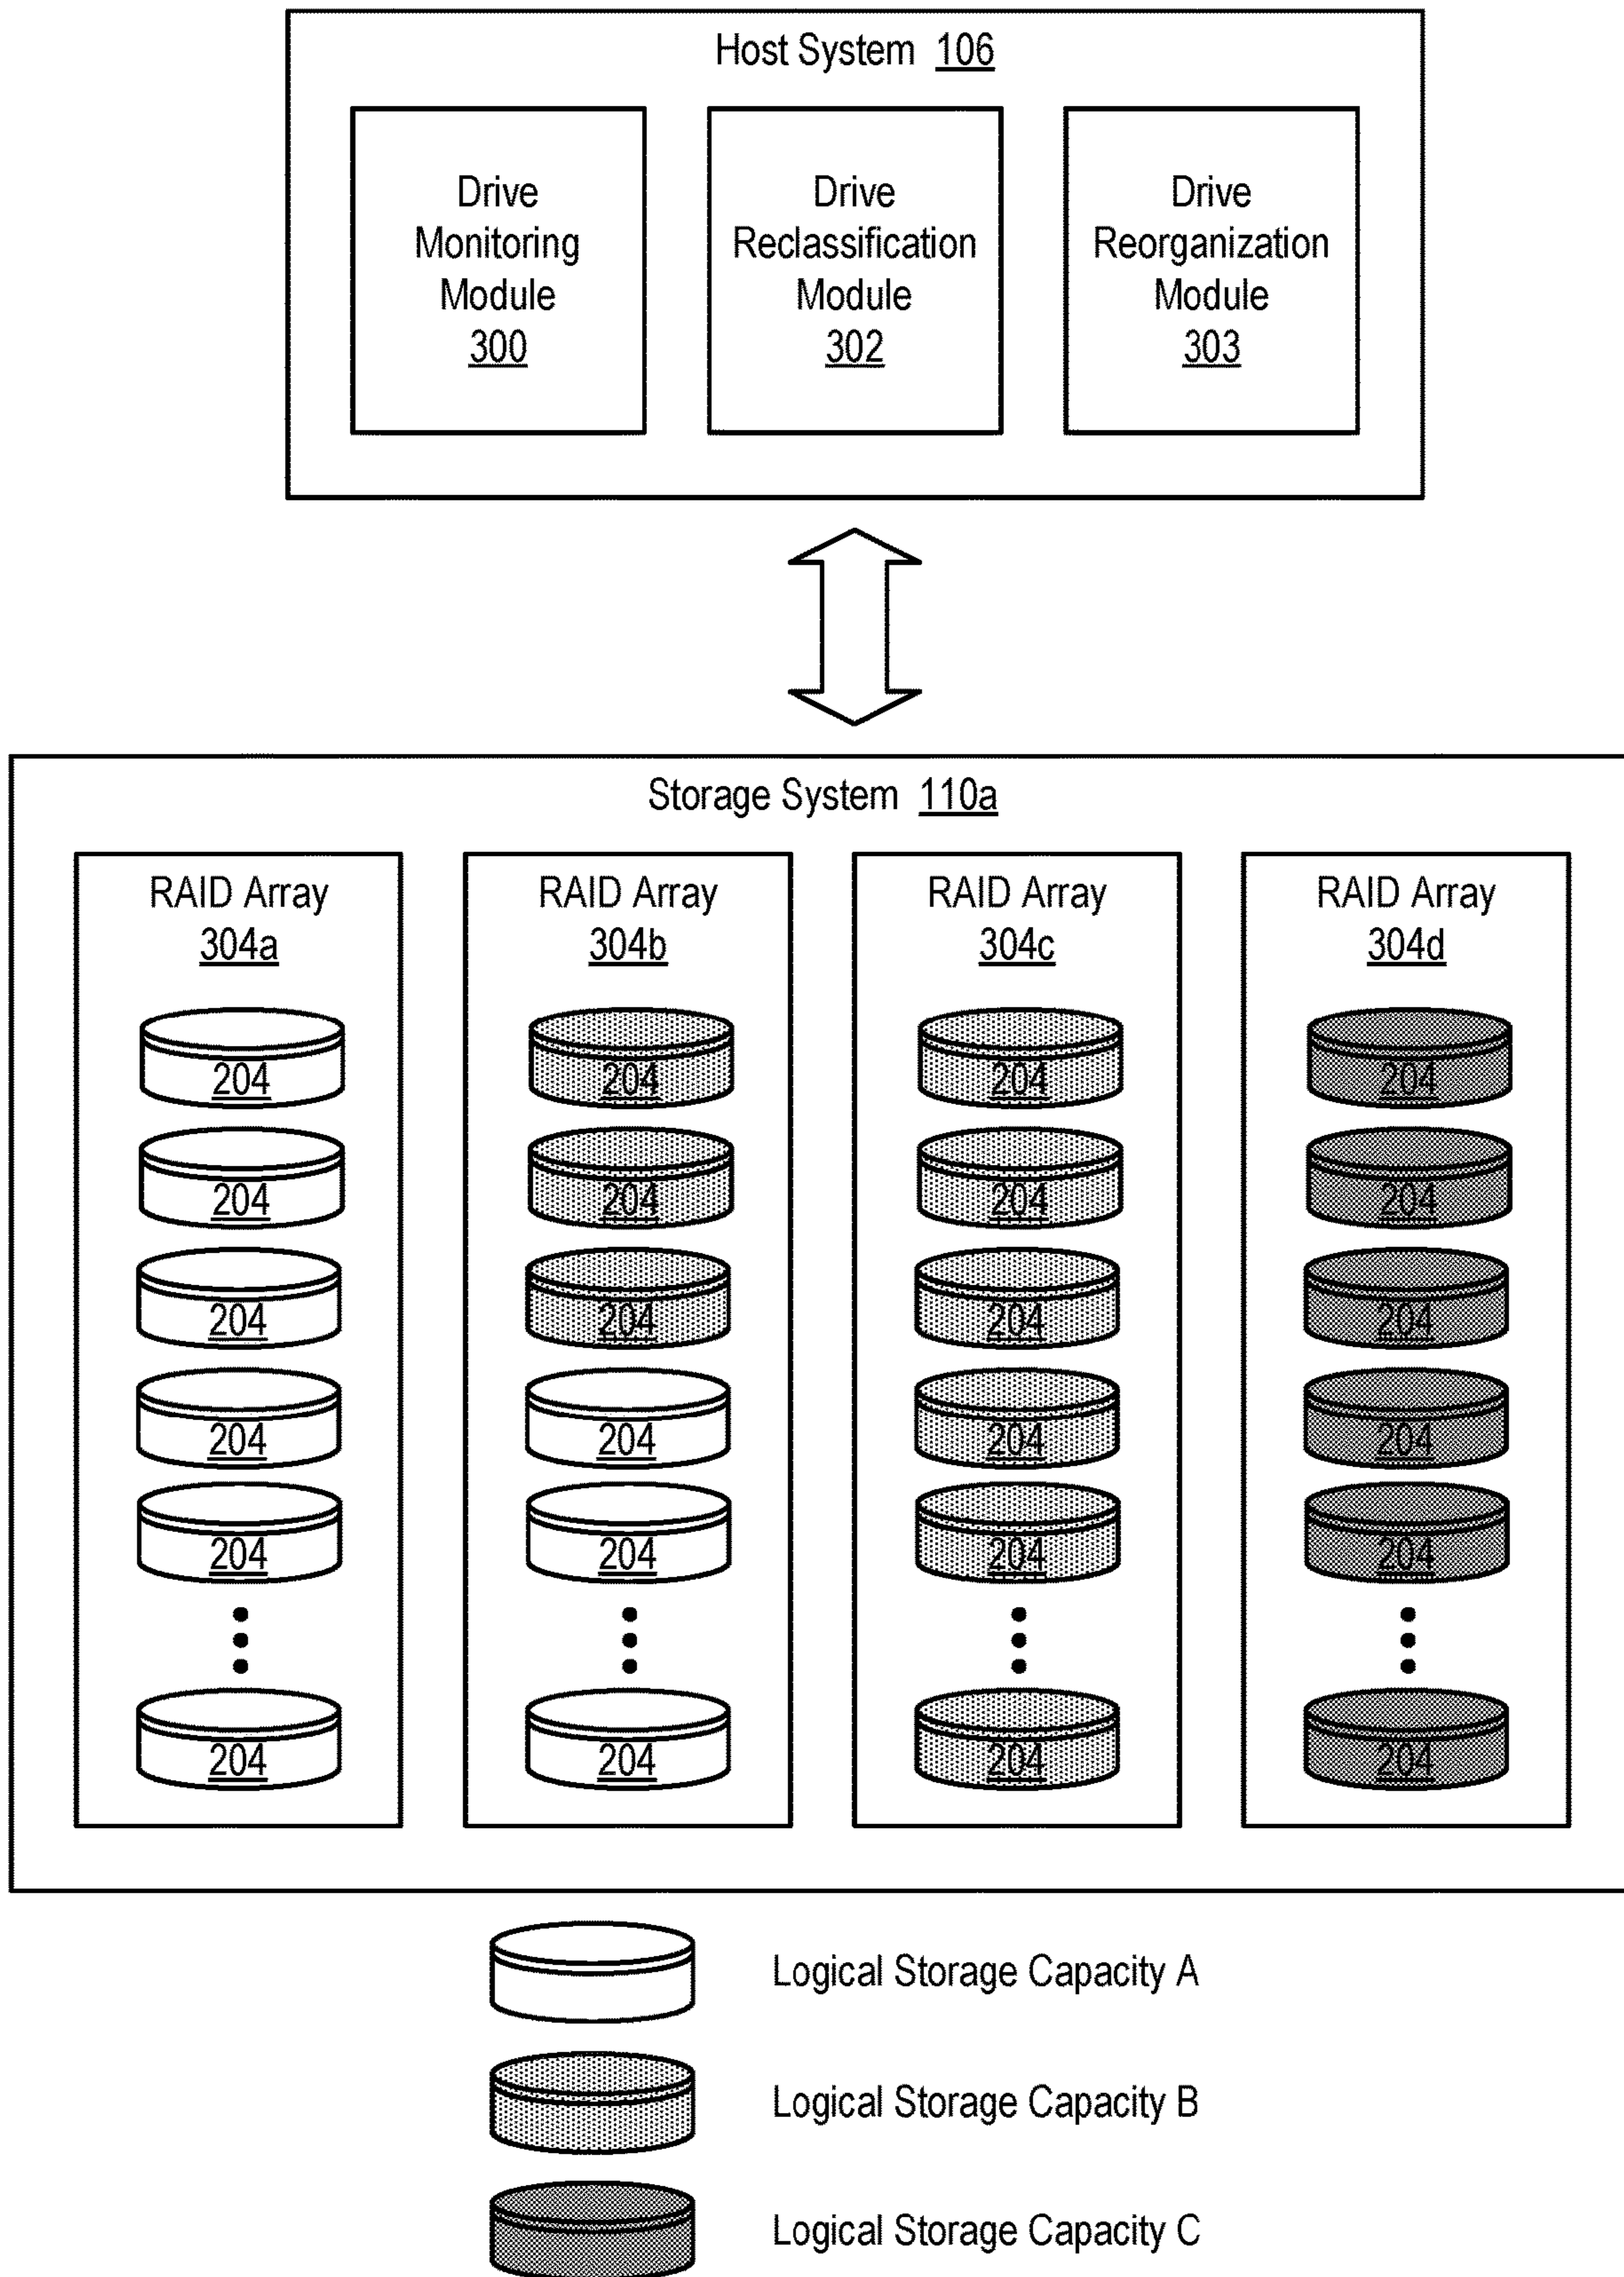 Host System 106
Drive
Monitoring
Module
300
Drive
Reclassification
Module
302
Drive
Reorganization
Module
303
Storage System 110a
RAID Array
304a
204
204
204
204
204
204
RAID Array
304b
204
204
204
204
204
204
RAID Array
304c
204
204
204
204
204
204
RAID Array
304d
204
204
204
204
204
204
Logical Storage Capacity A
Logical Storage Capacity B
Logical Storage Capacity C